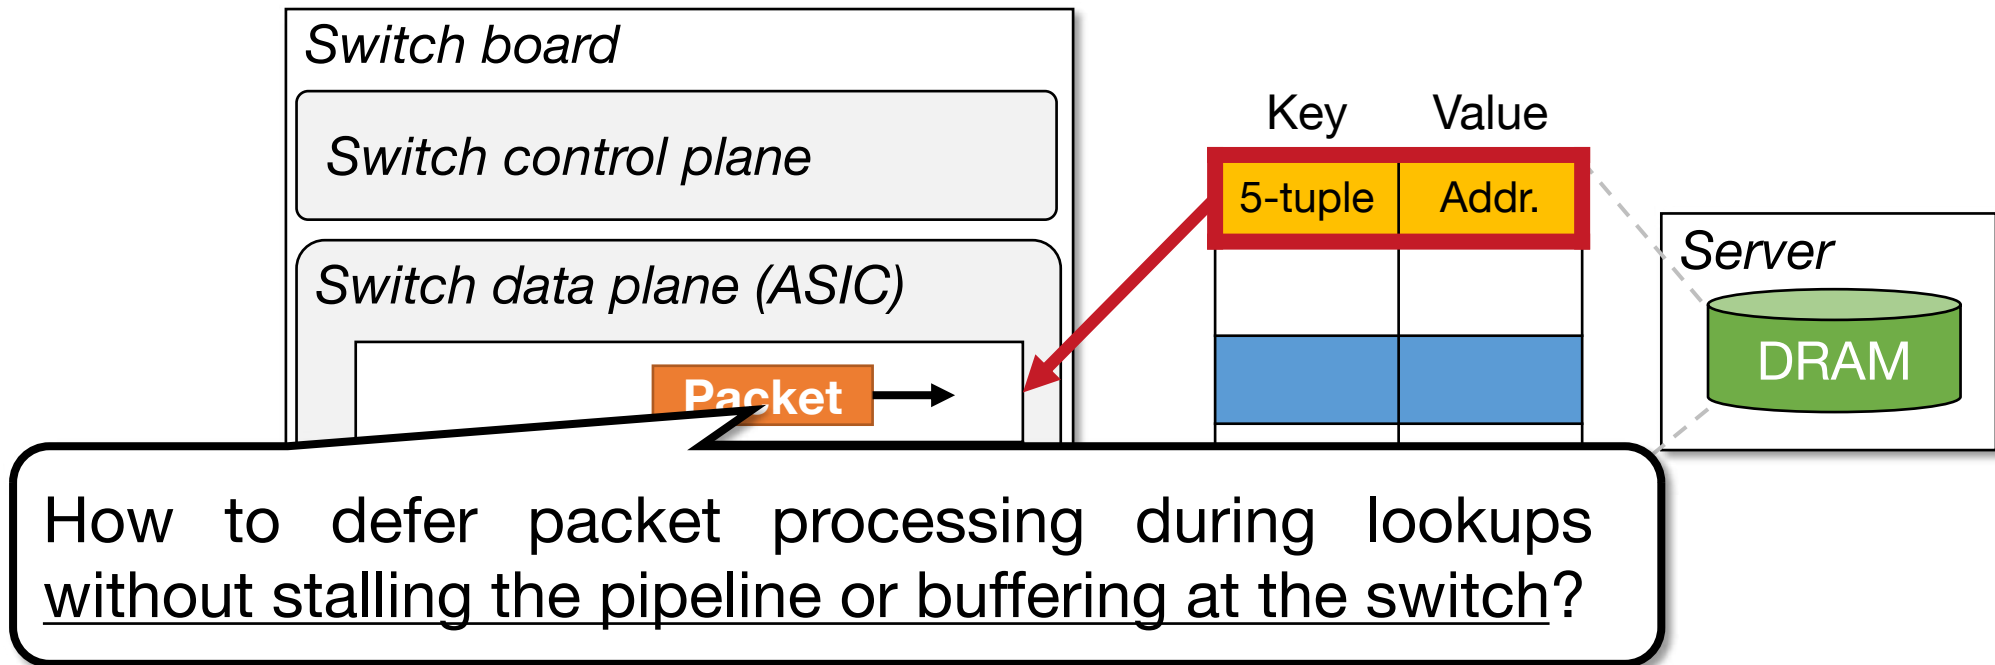 Switch board
Switch control plane
Switch data plane (ASIC)
Packet
Key Value
5-tuple Addr.
Server
DRAM
How to defer packet processing during lookups
without stalling the pipeline or buffering at the switch?